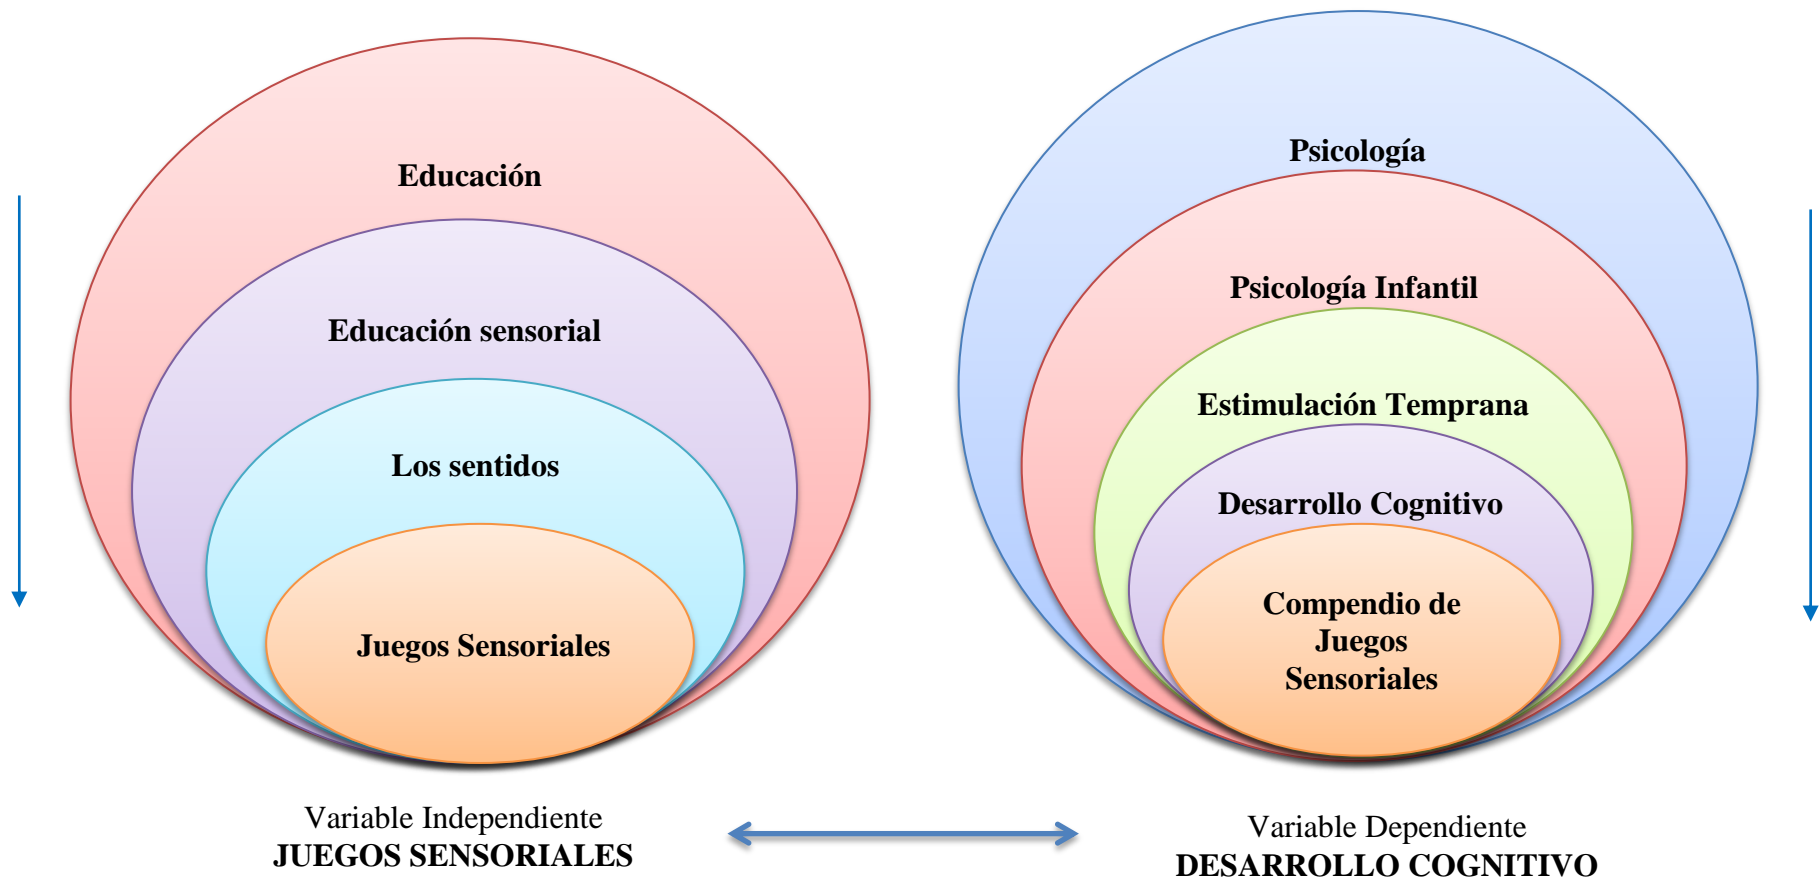 Educación
Educación sensorial
Los sentidos
Juegos Sensoriales
Variable Independiente
JUEGOS SENSORIALES
Psicología
Psicología Infantil
Estimulación Temprana
Desarrollo Cognitivo
Compendio de
Juegos
Sensoriales
Variable Dependiente
DESARROLLO COGNITIVO